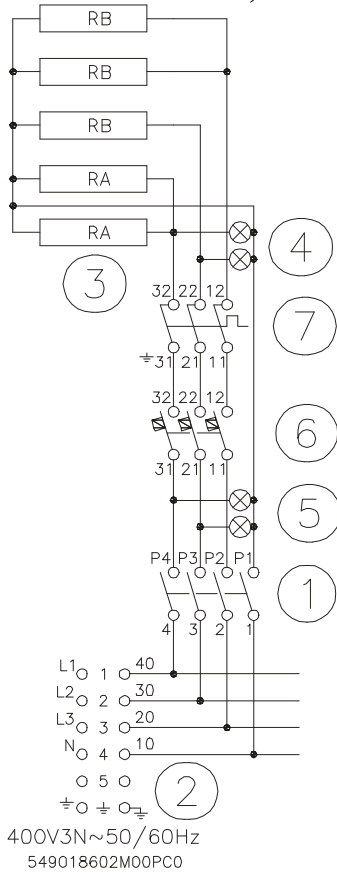 RB
RB
RB
RA
RA
4
3
32 22 12
7
31 21 11
32 22 12
6
31 21 11
5
P4 P3 P2 P1
1
4 3 2 1
L1 1 40
L2 2 30
L3 3 20
N 4 10
5
2
400V3N~50/60Hz
549018602M00PC0